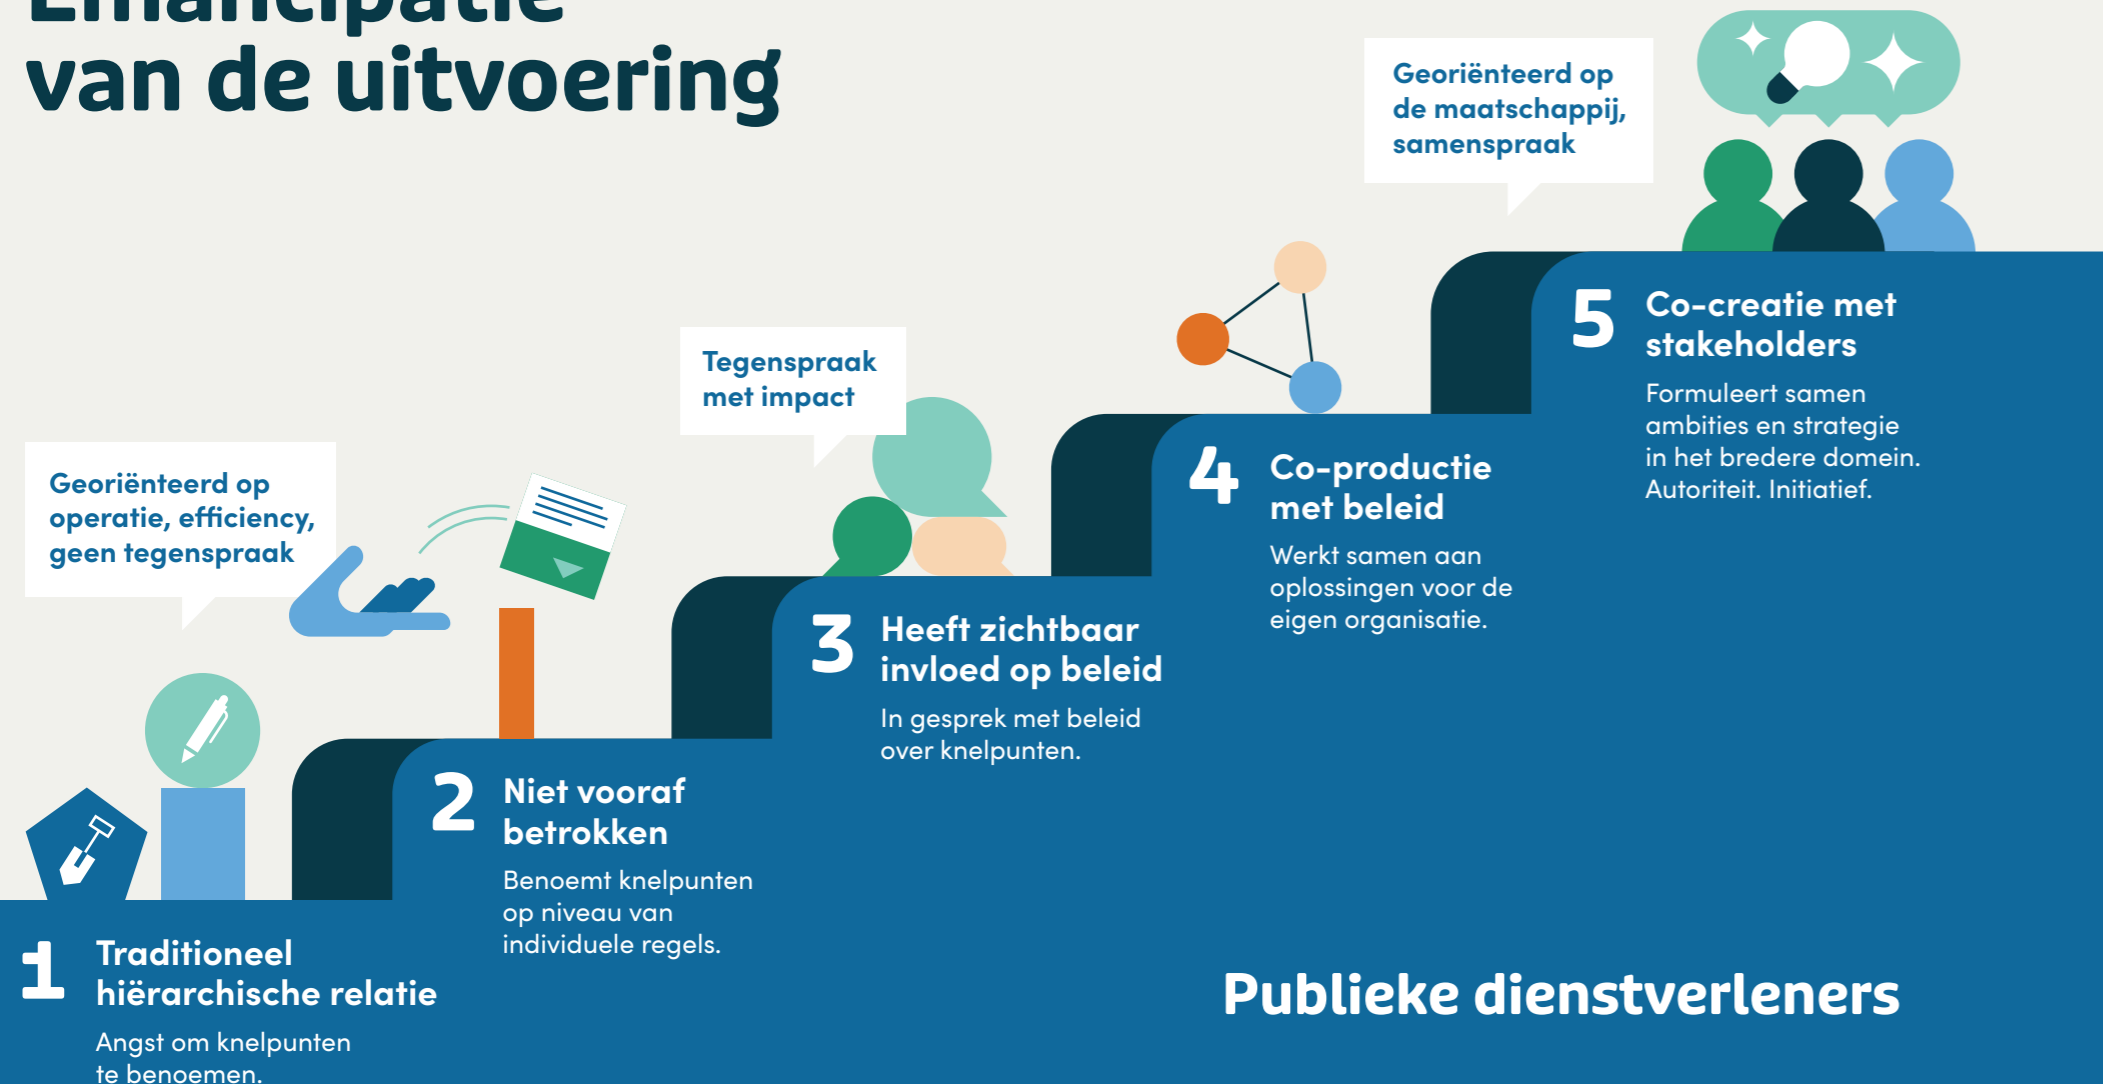 Emancipatie
van de uitvoering
Georiënteerd op
operatie, efficiency,
geen tegenspraak
Tegenspraak
met impact
Georiënteerd op
de maatschappij,
samenspraak
1
Traditioneel
hiërarchische relatie
Angst om knelpunten
te benoemen.
2
Niet vooraf
betrokken
Benoemt knelpunten
op niveau van
individuele regels.
3
Heeft zichtbaar
invloed op beleid
In gesprek met beleid
over knelpunten.
4
Co-productie
met beleid
Werkt samen aan
oplossingen voor de
eigen organisatie.
5
Co-creatie met
stakeholders
Formuleert samen
ambities en strategie
in het bredere domein.
Autoriteit. Initiatief.
Publieke dienstverleners